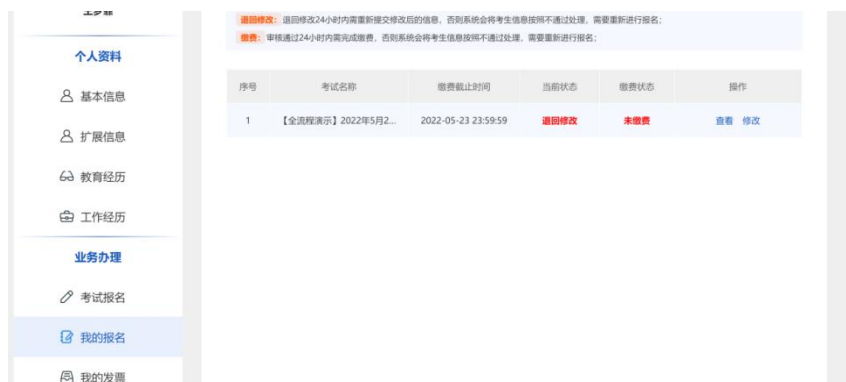 退回修改：退回修改24小时内需重新提交修改后的信息，否则系统会将考生信息按照不通过处理，需要重新进行报名；
缴费：审核通过24小时内需完成缴费，否则系统会将考生信息按照不通过处理，需要重新进行报名；
个人资料
基本信息
扩展信息
教育经历
工作经历
业务办理
考试报名
我的报名
我的发票
序号 考试名称 缴费截止时间 当前状态 缴费状态 操作
1 【全流程演示】2022年5月2... 2022-05-23 23:59:59 退回修改 未缴费 查看 修改